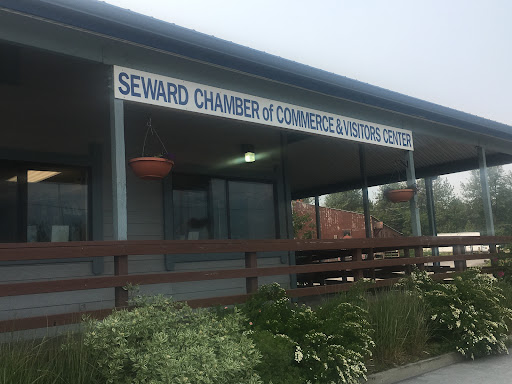 SEWARD CHAMBER of COMMERCE & VISITORS CENTER